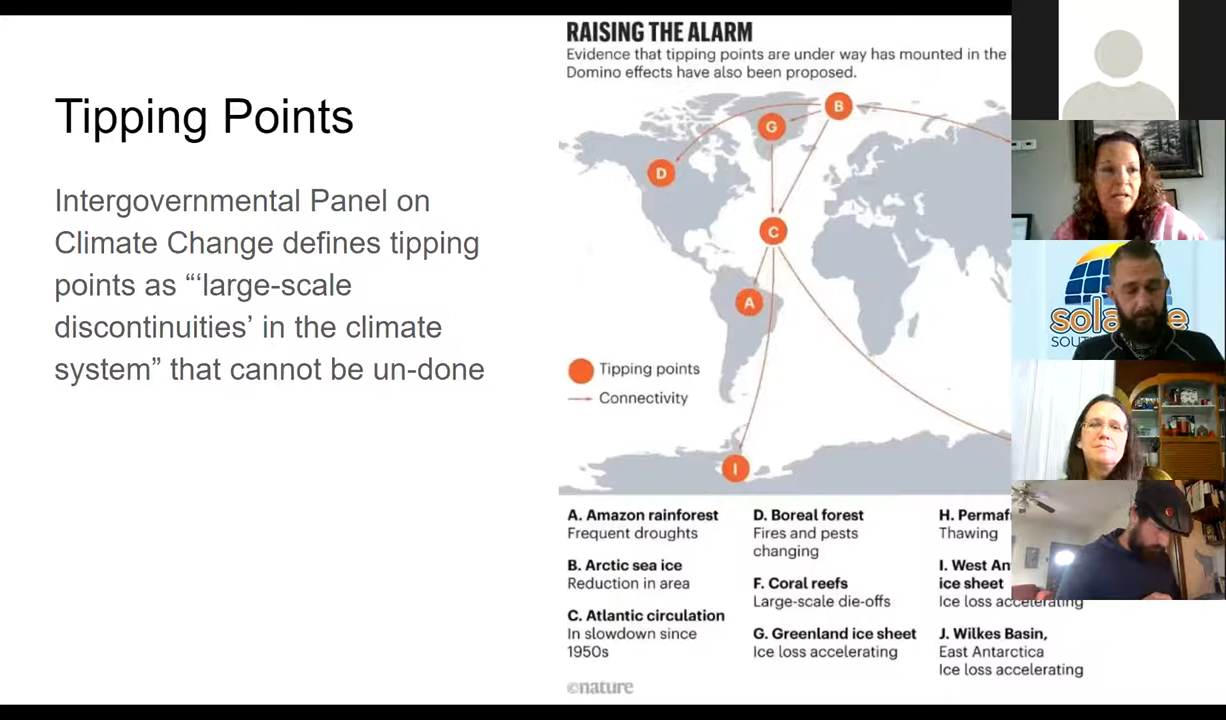 Tipping Points
Intergovernmental Panel on
Climate Change defines tipping
points as “‘large-scale
discontinuities’ in the climate
system” that cannot be un-done
RAISING THE ALARM
Evidence that tipping points are under way has mounted in the
Domino effects have also been proposed.
B
G
D
C
A
I
Tipping points
Connectivity
A. Amazon rainforest
Frequent droughts
B. Arctic sea ice
Reduction in area
C. Atlantic circulation
In slowdown since
1950s
D. Boreal forest
Fires and pests
changing
F. Coral reefs
Large-scale die-offs
G. Greenland ice sheet
Ice loss accelerating
H. Permaf
Thawing
I. West An
ice sheet
Ice loss accelerating
J. Wilkes Basin,
East Antarctica
Ice loss accelerating
©nature